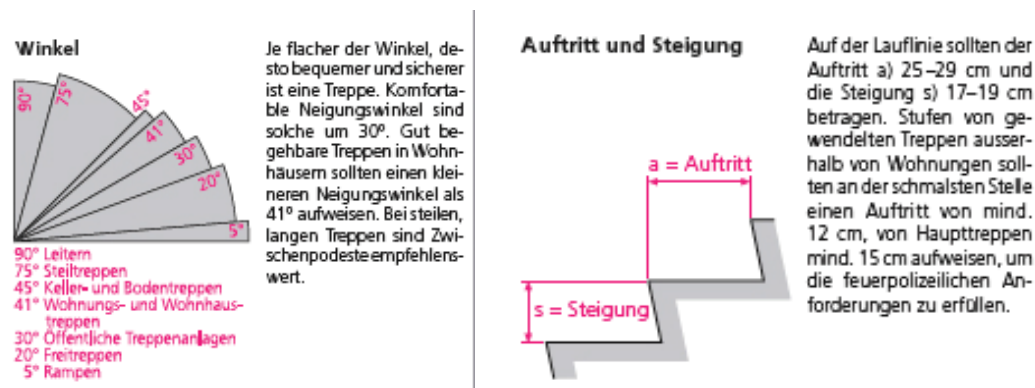 Winkel
90°
75°
45°
41°
30°
20°
5°
90° Leitern
75° Steiltreppen
45° Keller- und Bodentreppen
41° Wohnungs- und Wohnhaus-
treppen
30° Öffentliche Treppenanlagen
20° Freitreppen
5° Rampen
Je flacher der Winkel, de-
sto bequemer und sicherer
ist eine Treppe. Komforta-
ble Neigungswinkel sind
solche um 30º. Gut be-
gehbare Treppen in Wohn-
häusern sollten einen klei-
neren Neigungswinkel als
41º aufweisen. Bei steilen,
langen Treppen sind Zwi-
schenpodeste empfehlens-
wert.
Auftritt und Steigung
a = Auftritt
s = Steigung
Auf der Lauflinie sollten der
Auftritt a) 25–29 cm und
die Steigung s) 17–19 cm
betragen. Stufen von ge-
wendelten Treppen ausser-
halb von Wohnungen soll-
ten an der schmalsten Stelle
einen Auftritt von mind.
12 cm, von Haupttreppen
mind. 15 cm aufweisen, um
die feuerpolizeilichen An-
forderungen zu erfüllen.